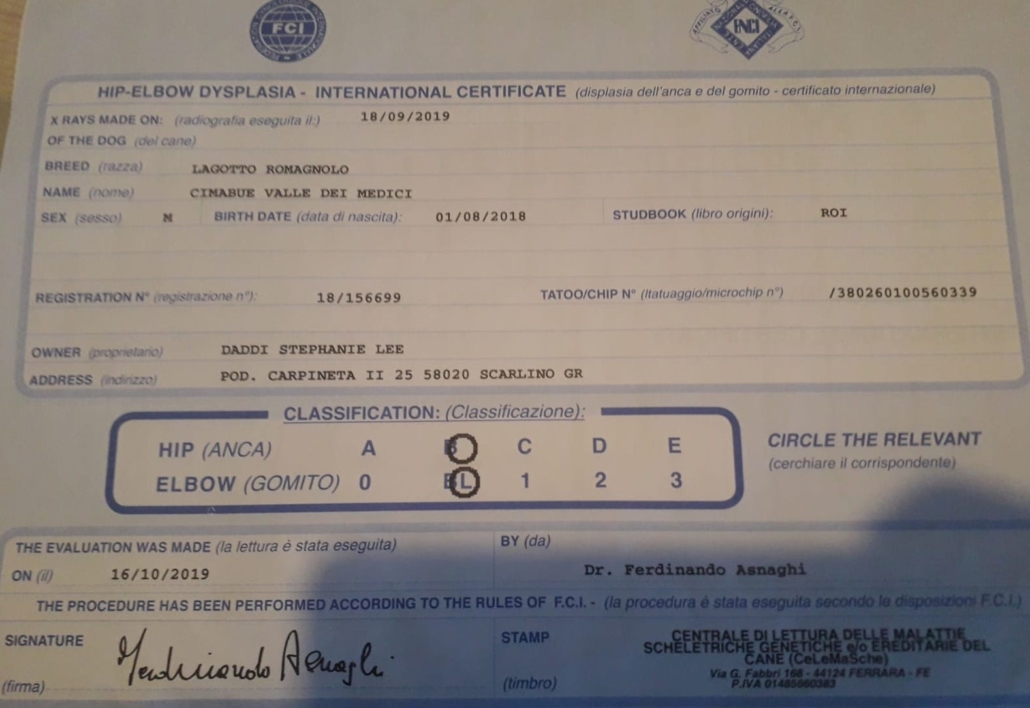 FCI
ENCI
HIP-ELBOW DYSPLASIA - INTERNATIONAL CERTIFICATE (displasia dell'anca e del gomito - certificato internazionale)
X RAYS MADE ON: (radiografia eseguita il:) 18/09/2019
OF THE DOG (del cane)
BREED (razza) LAGOTTO ROMAGNOLO
NAME (nome) CIMABUE VALLE DEI MEDICI
SEX (sesso) M BIRTH DATE (data di nascita): 01/08/2018 STUDBOOK (libro origini): ROI
REGISTRATION N° (registrazione n°): 18/156699 TATOO/CHIP N° (ltatuaggio/microchip n°) /380260100560339
OWNER (proprietario) DADDI STEPHANIE LEE
ADDRESS (indirizzo) POD. CARPINETA II 25 58020 SCARLINO GR
CLASSIFICATION: (Classificazione):
HIP (ANCA) A B C D E
ELBOW (GOMITO) 0 BL 1 2 3
CIRCLE THE RELEVANT
(cerchiare il corrispondente)
THE EVALUATION WAS MADE (la lettura è stata eseguita)
ON (il) 16/10/2019
BY (da)
Dr. Ferdinando Asnaghi
THE PROCEDURE HAS BEEN PERFORMED ACCORDING TO THE RULES OF F.C.I. - (la procedura è stata eseguita secondo le disposizioni F.C.I.)
SIGNATURE
(firma)
Ferdinando Asnaghi
STAMP
(timbro)
CENTRALE DI LETTURA DELLE MALATTIE
SCHELETRICHE GENETICHE e/o EREDITARIE DEL
CANE (CeLeMaSche)
Via G. Fabbri 168 - 44124 FERRARA - FE
P.IVA